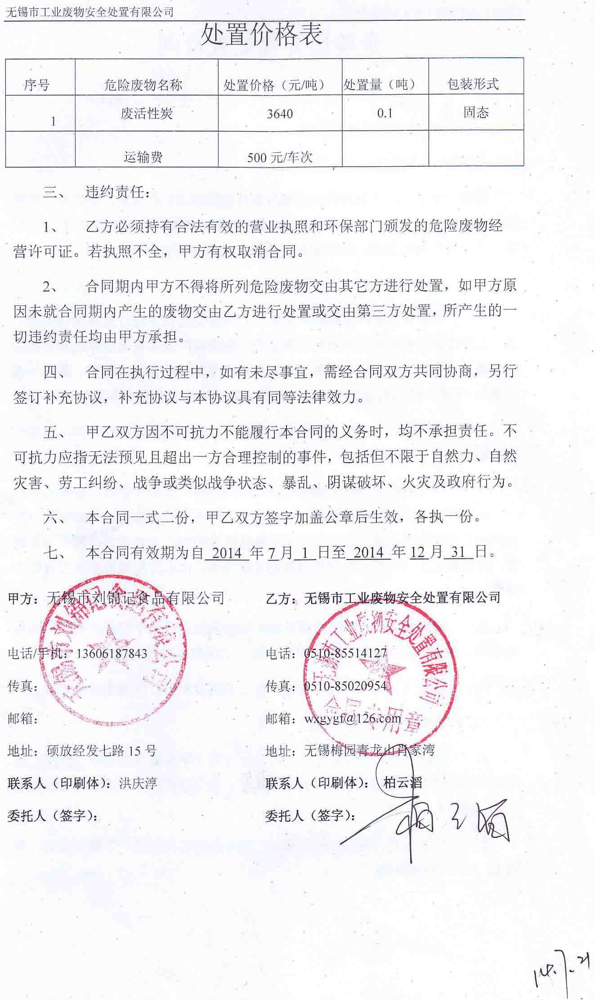 无锡市工业废物安全处置有限公司
处置价格表
序号 危险废物名称 处置价格（元/吨） 处置量（吨） 包装形式
1 废活性炭 3640 0.1 固态
运输费 500 元/车次
三、 违约责任：
1、 乙方必须持有合法有效的营业执照和环保部门颁发的危险废物经
营许可证。若执照不全，甲方有权取消合同。
2、 合同期内甲方不得将所列危险废物交由其它方进行处置，如甲方原
因未就合同期内产生的废物交由乙方进行处置或交由第三方处置，所产生的一
切违约责任均由甲方承担。
四、 合同在执行过程中，如有未尽事宜，需经合同双方共同协商，另行
签订补充协议，补充协议与本协议具有同等法律效力。
五、 甲乙双方因不可抗力不能履行本合同的义务时，均不承担责任。不
可抗力应指无法预见且超出一方合理控制的事件，包括但不限于自然力、自然
灾害、劳工纠纷、战争或类似战争状态、暴乱、阴谋破坏、火灾及政府行为。
六、 本合同一式二份，甲乙双方签字加盖公章后生效，各执一份。
七、 本合同有效期为自 2014 年 7 月 1 日至 2014 年 12 月 31 日。
甲方：无锡市刘锦记食品有限公司
乙方：无锡市工业废物安全处置有限公司
无锡市刘锦记食品有限公司
无锡市工业废物安全处置有限公司
合同专用章
电话/手机：13606187843
电话：0510-85514127
传真：
传真：0510-85020954
邮箱：
邮箱：wxgygf@126.com
地址：硕放经发七路 15 号
地址：无锡梅园青龙山肖家湾
联系人（印刷体）：洪庆淳
联系人（印刷体）：柏云滔
委托人（签字）：
委托人（签字）：柏云滔
14.7.21